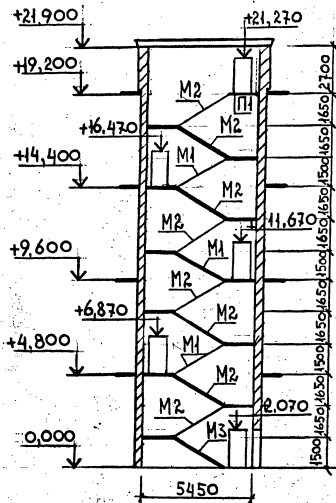 +21,900
+21,270
+19,200
M2
П1
M2
+16,470
M1
+14,400
M2
M2
+11,670
M1
+9,600
M2
+6,870
M2
M1
+4,800
M2
M2
2,070
M3
0,000
5450
1500 1650 1650 1500 1650 1650 1500 1650 1650 1500 1650 1650 2700